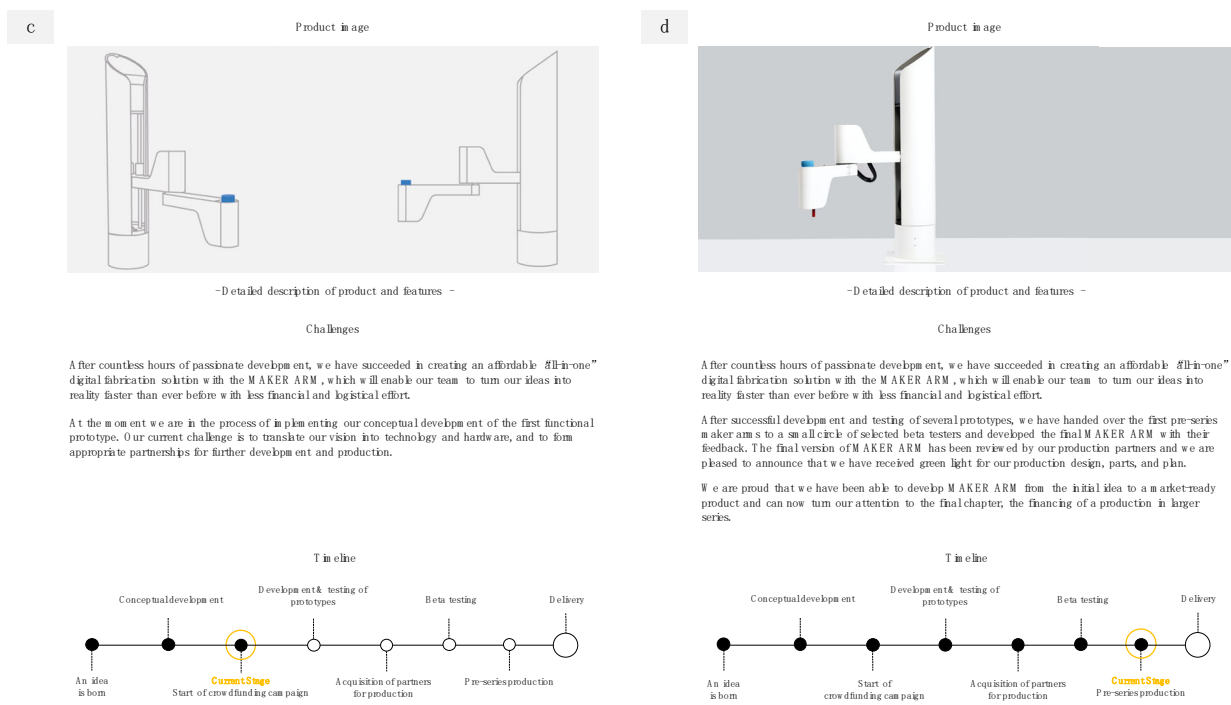 c
Product image
-Detailed description of product and features -
Challenges
After countless hours of passionate development, we have succeeded in creating an affordable "all-in-one"
digital fabrication solution with the MAKER ARM, which will enable our team to turn our ideas into
reality faster than ever before with less financial and logistical effort.
At the moment we are in the process of implementing our conceptual development of the first functional
prototype. Our current challenge is to translate our vision into technology and hardware, and to form
appropriate partnerships for further development and production.
Timeline
Conceptual development
Development & testing of
prototypes
Beta testing
Delivery
An idea
is born
Current Stage
Start of crowdfunding campaign
Acquisition of partners
for production
Pre-series production
d
Product image
-Detailed description of product and features -
Challenges
After countless hours of passionate development, we have succeeded in creating an affordable "all-in-one"
digital fabrication solution with the MAKER ARM, which will enable our team to turn our ideas into
reality faster than ever before with less financial and logistical effort.
After successful development and testing of several prototypes, we have handed over the first pre-series
maker arms to a small circle of selected beta testers and developed the final MAKER ARM with their
feedback. The final version of MAKER ARM has been reviewed by our production partners and we are
pleased to announce that we have received green light for our production design, parts, and plan.
We are proud that we have been able to develop MAKER ARM from the initial idea to a market-ready
product and can now turn our attention to the final chapter, the financing of a production in larger
series.
Timeline
Conceptual development
Development & testing of
prototypes
Beta testing
Delivery
An idea
is born
Start of
crowdfunding campaign
Acquisition of partners
for production
Current Stage
Pre-series production